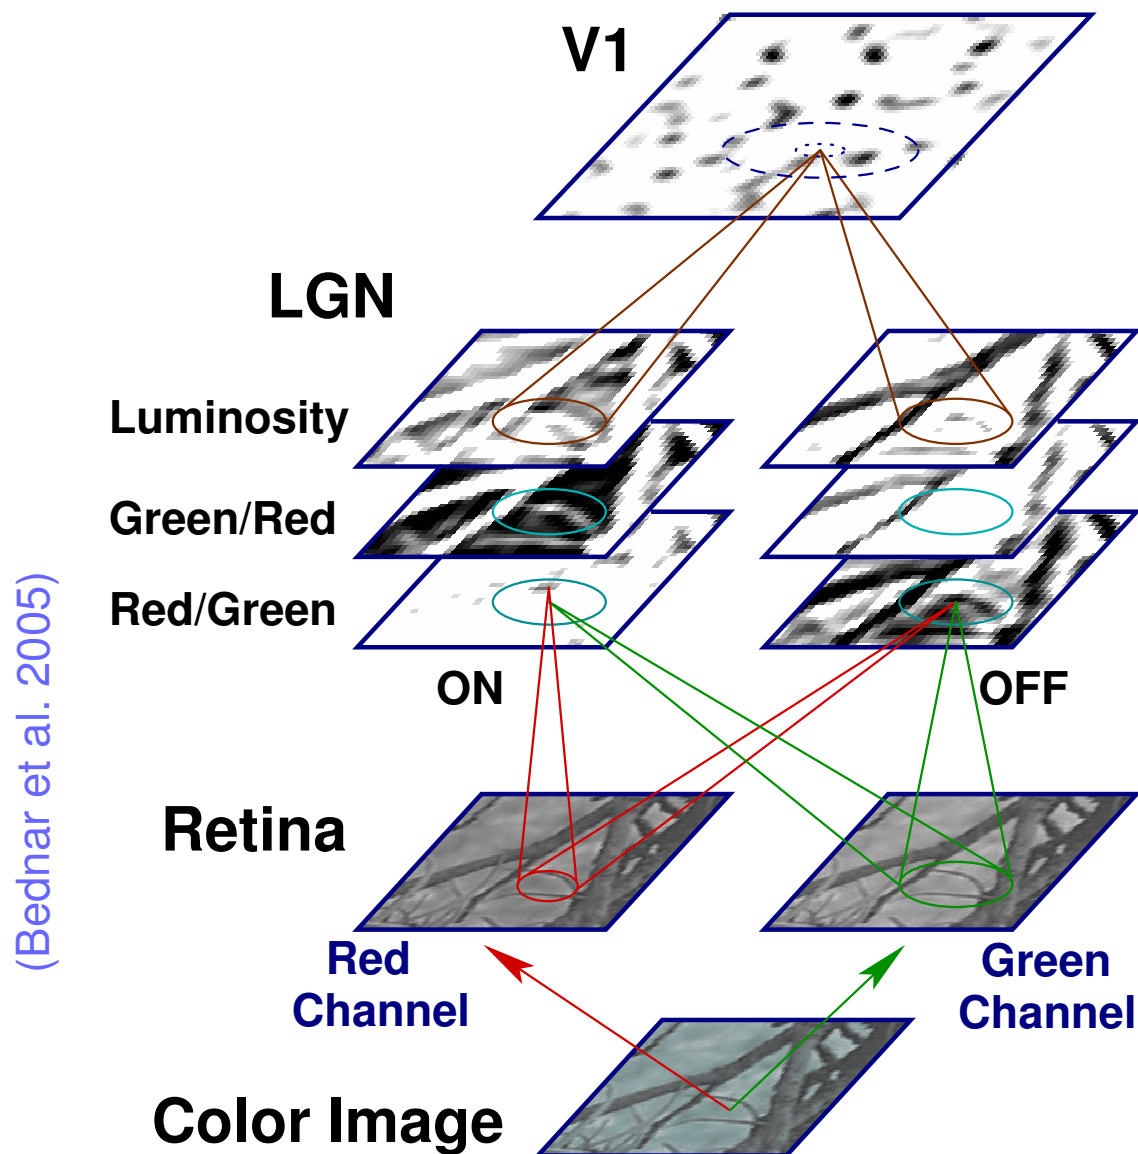 V1
LGN
Luminosity
Green/Red
Red/Green
ON
OFF
Retina
Red
Channel
Green
Channel
Color Image
(Bednar et al. 2005)